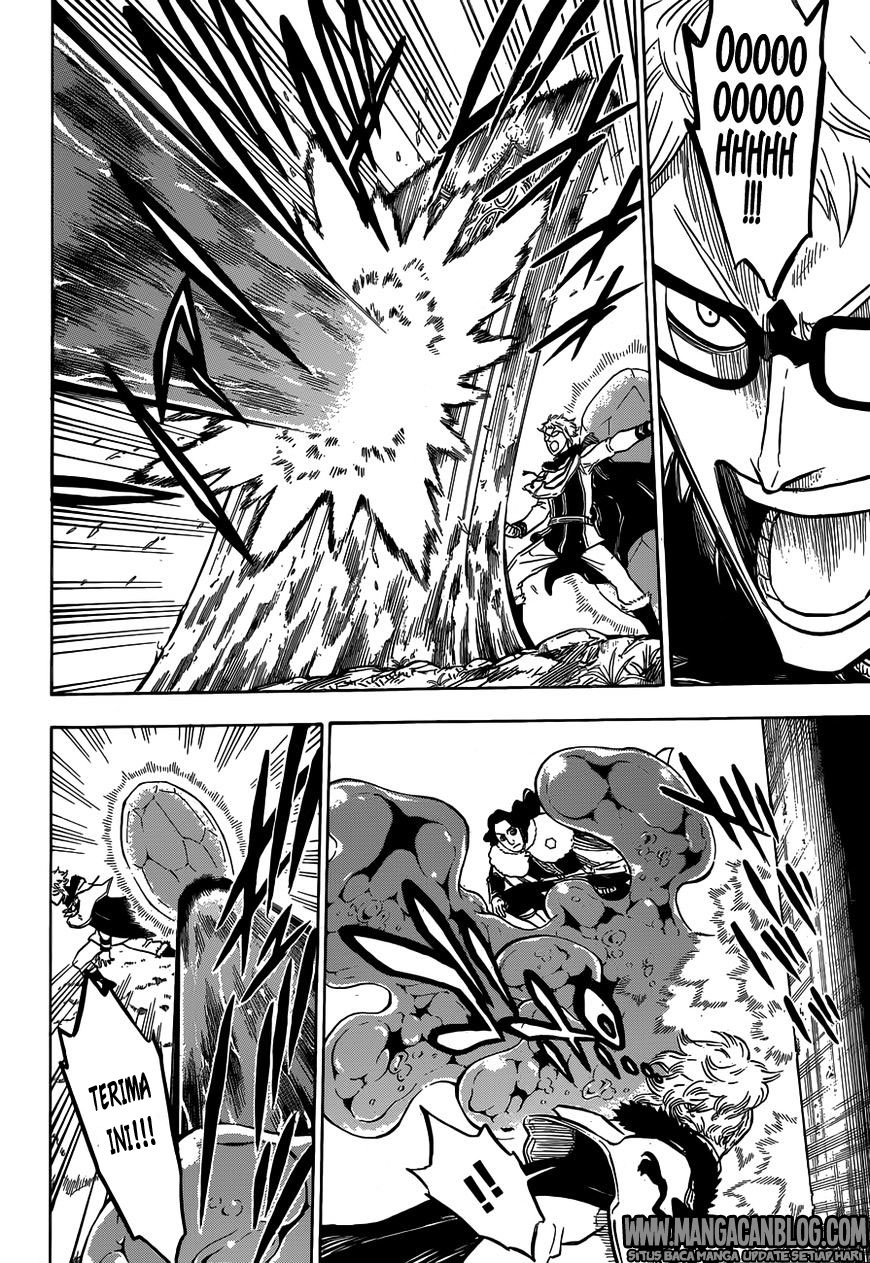 OOOOO
OOOOO
HHHHH
!!!
!!
TERIMA
INI!!!
WWW.MANGACANBLOG.COM
SITUS BACA MANGA UPDATE SETIAP HARI